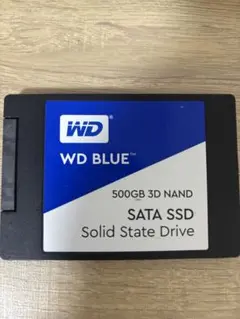 WD
WD BLUE™
500GB 3D NAND
SATA SSD
Solid State Drive